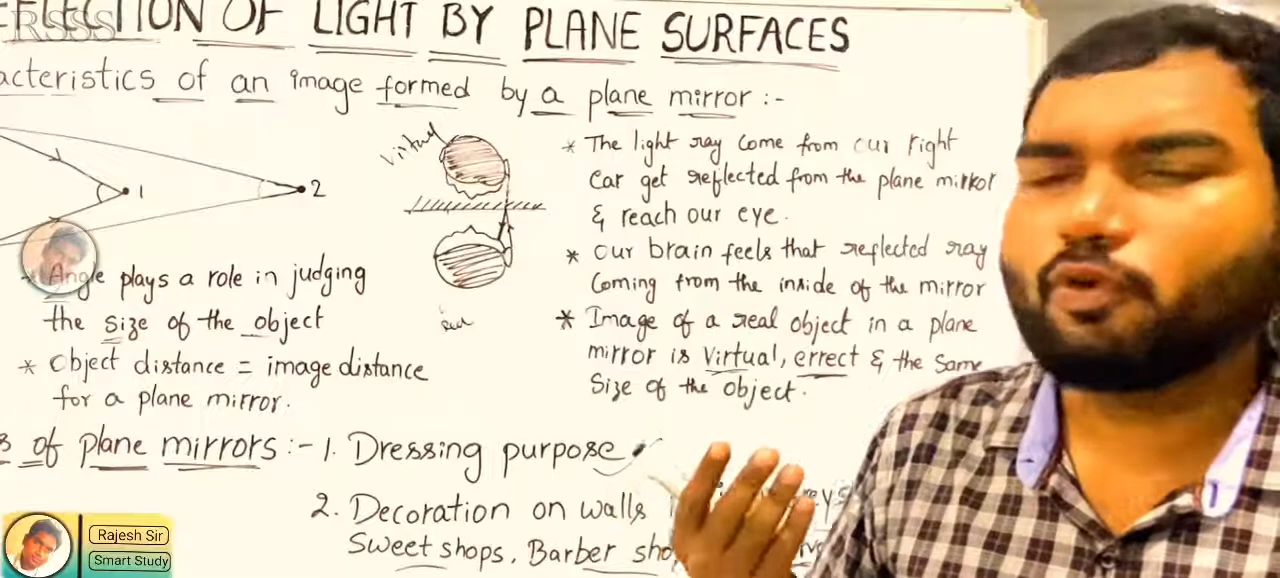 EFLECTION OF LIGHT BY PLANE SURFACES
RSSS
acteristics of an image formed by a plane mirror :-
1
2
Virtual
* Angle plays a role in judging
the size of the object
* object distance = image distance
for a plane mirror.
* The light ray come from our right
Ear get reflected from the plane mirror
& reach our eye.
* our brain feels that reflected ray
Coming from the inside of the mirror
* Image of a real object in a plane
mirror is Virtual, errect & the same
Size of the object.
s of plane mirrors :- 1. Dressing purpose
2. Decoration on walls
Sweet shops, Barber sho
Rajesh Sir
Smart Study